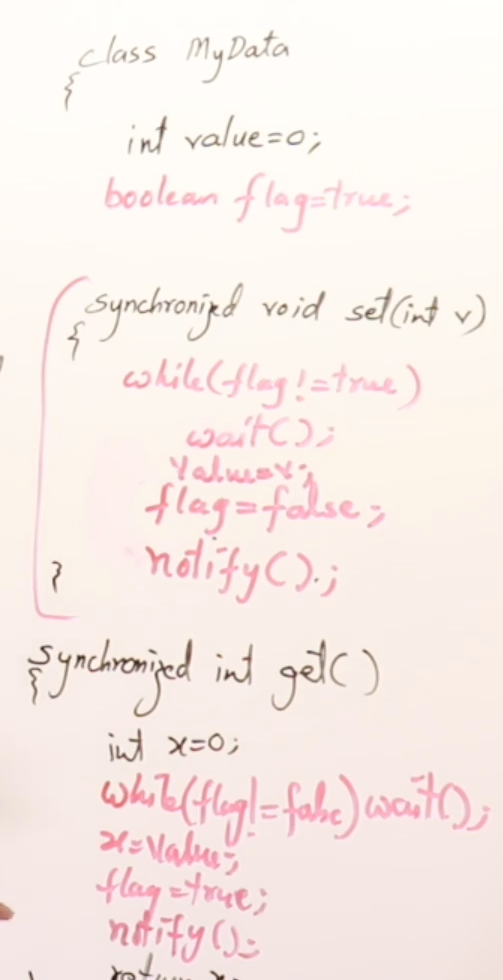 class MyData
{
int value=0;
boolean flag=true;
synchronized void set(int v)
{
while(flag!=true)
wait();
value=v;
flag=false;
notify();
}
synchronized int get()
{
int x=0;
while(flag!=false)wait();
x=value;
flag=true;
notify();
return x;